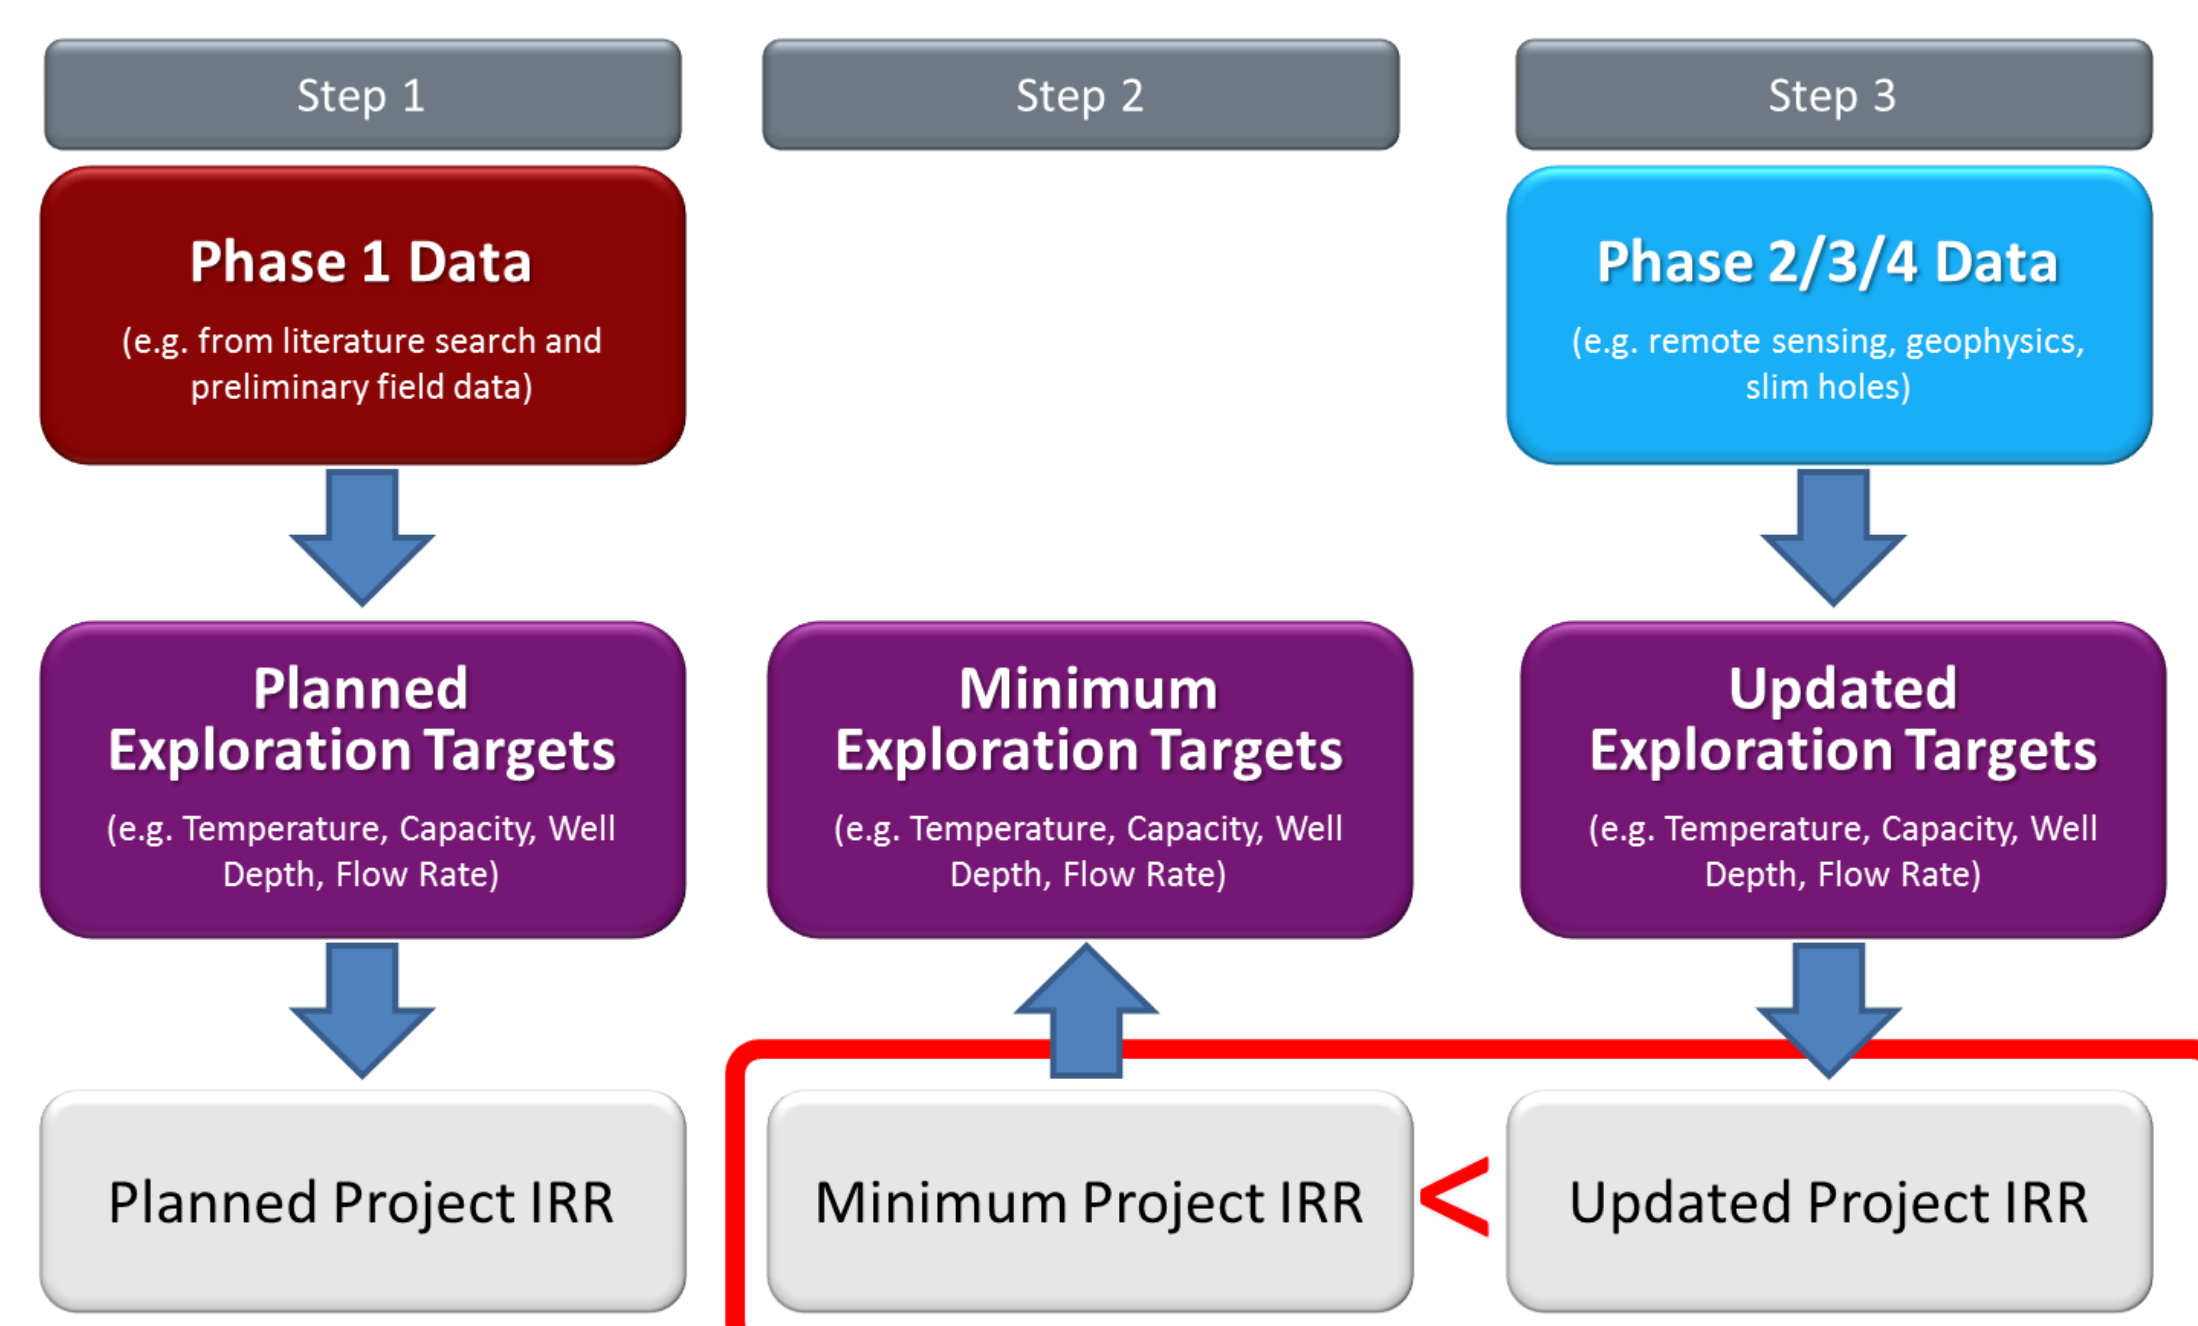 Step 1
Step 2
Step 3
Phase 1 Data
(e.g. from literature search and
preliminary field data)
Phase 2/3/4 Data
(e.g. remote sensing, geophysics,
slim holes)
Planned
Exploration Targets
(e.g. Temperature, Capacity, Well
Depth, Flow Rate)
Minimum
Exploration Targets
(e.g. Temperature, Capacity, Well
Depth, Flow Rate)
Updated
Exploration Targets
(e.g. Temperature, Capacity, Well
Depth, Flow Rate)
Planned Project IRR
Minimum Project IRR
<
Updated Project IRR